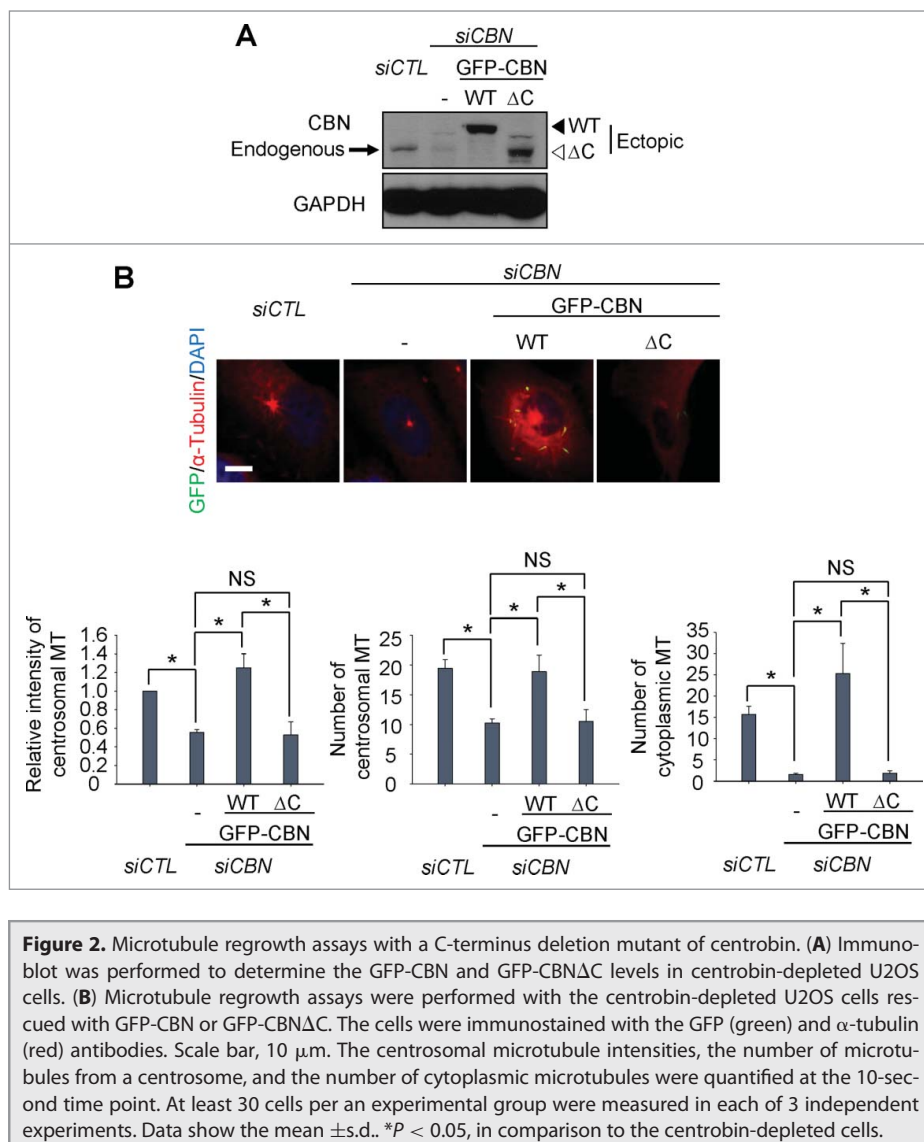 A
siCBN
siCTL GFP-CBN
- WT ΔC
CBN ◀WT
Endogenous → ◁ΔC Ectopic
GAPDH
B
siCBN
siCTL GFP-CBN
- WT ΔC
GFP/α-Tubulin/DAPI
Relative intensity of
centrosomal MT
1.6
1.4
1.2
1.0
0.8
0.6
0.4
0.2
0
NS
* * *
- WT ΔC
GFP-CBN
siCTL siCBN
Number of
centrosomal MT
25
20
15
10
5
0
NS
* * *
- WT ΔC
GFP-CBN
siCTL siCBN
Number of
cytoplasmic MT
35
30
25
20
15
10
5
0
NS
* * *
- WT ΔC
GFP-CBN
siCTL siCBN
Figure 2. Microtubule regrowth assays with a C-terminus deletion mutant of centrobin. (A) Immuno-
blot was performed to determine the GFP-CBN and GFP-CBNΔC levels in centrobin-depleted U2OS
cells. (B) Microtubule regrowth assays were performed with the centrobin-depleted U2OS cells res-
cued with GFP-CBN or GFP-CBNΔC. The cells were immunostained with the GFP (green) and α-tubulin
(red) antibodies. Scale bar, 10 μm. The centrosomal microtubule intensities, the number of microtu-
bules from a centrosome, and the number of cytoplasmic microtubules were quantified at the 10-sec-
ond time point. At least 30 cells per an experimental group were measured in each of 3 independent
experiments. Data show the mean ±s.d.. *P < 0.05, in comparison to the centrobin-depleted cells.